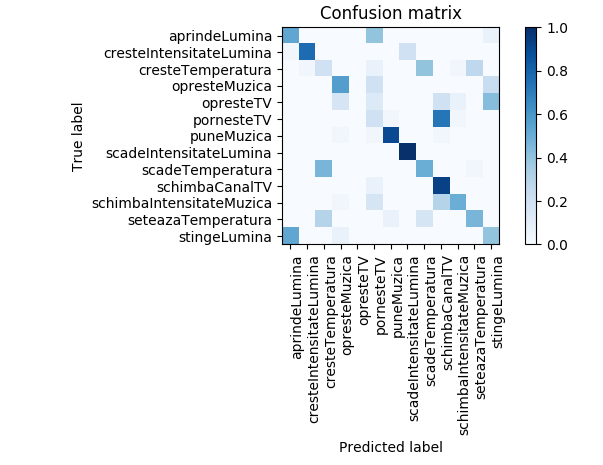 Confusion matrix
True label
aprindeLumina
cresteIntensitateLumina
cresteTemperatura
opresteMuzica
opresteTV
pornesteTV
puneMuzica
scadeIntensitateLumina
scadeTemperatura
schimbaCanalTV
schimbaIntensitateMuzica
seteazaTemperatura
stingeLumina
1.0
0.8
0.6
0.4
0.2
0.0
aprindeLumina
cresteIntensitateLumina
cresteTemperatura
opresteMuzica
opresteTV
pornesteTV
puneMuzica
scadeIntensitateLumina
scadeTemperatura
schimbaCanalTV
schimbaIntensitateMuzica
seteazaTemperatura
stingeLumina
Predicted label